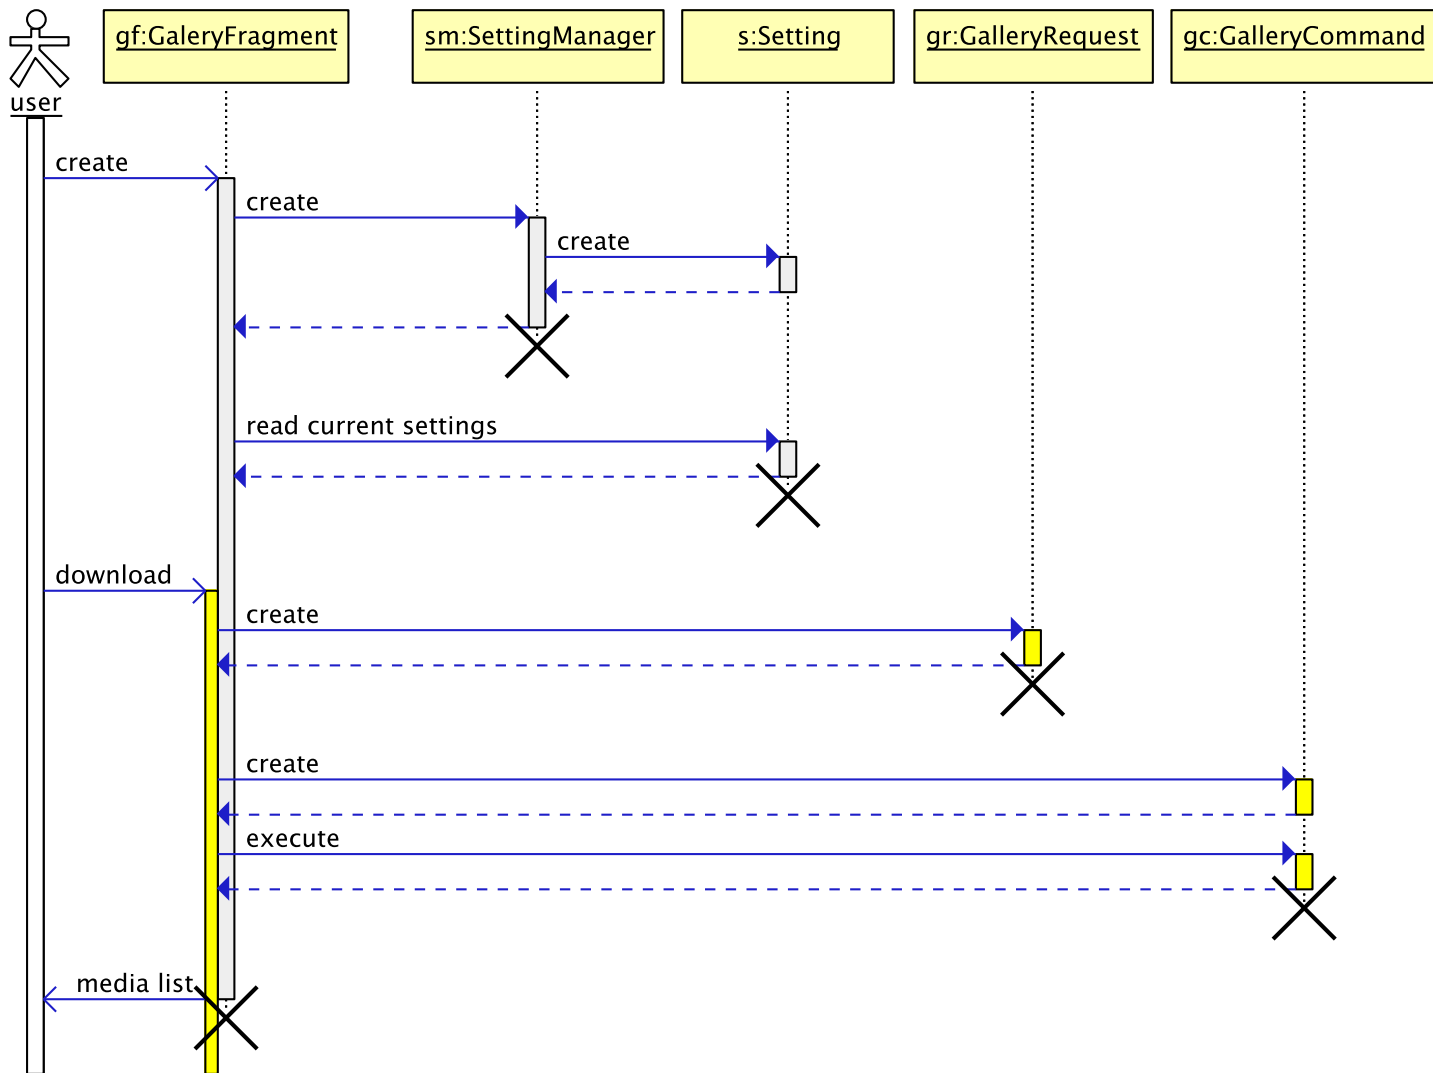 gf:GaleryFragment
sm:SettingManager
s:Setting
gr:GalleryRequest
gc:GalleryCommand
user
create
create
create
read current settings
download
create
create
execute
media list